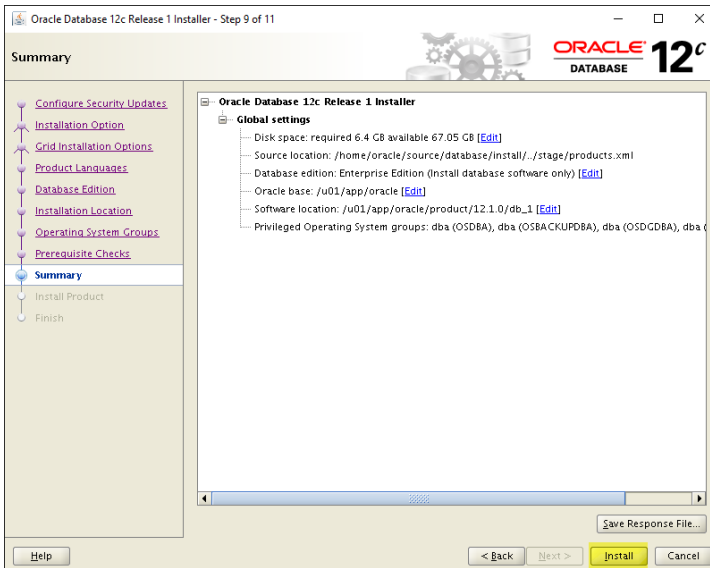 Oracle Database 12c Release 1 Installer - Step 9 of 11
Summary
ORACLE
DATABASE
12c
Configure Security Updates
Installation Option
Grid Installation Options
Product Languages
Database Edition
Installation Location
Operating System Groups
Prerequisite Checks
Summary
Install Product
Finish
Oracle Database 12c Release 1 Installer
Global settings
Disk space: required 6.4 GB available 67.05 GB [Edit]
Source location: /home/oracle/source/database/install/../stage/products.xml
Database edition: Enterprise Edition (Install database software only) [Edit]
Oracle base: /u01/app/oracle [Edit]
Software location: /u01/app/oracle/product/12.1.0/db_1 [Edit]
Privileged Operating System groups: dba (OSDBA), dba (OSBACKUPDBA), dba (OSDGDBA), dba (
Save Response File...
Help
< Back
Next >
Install
Cancel